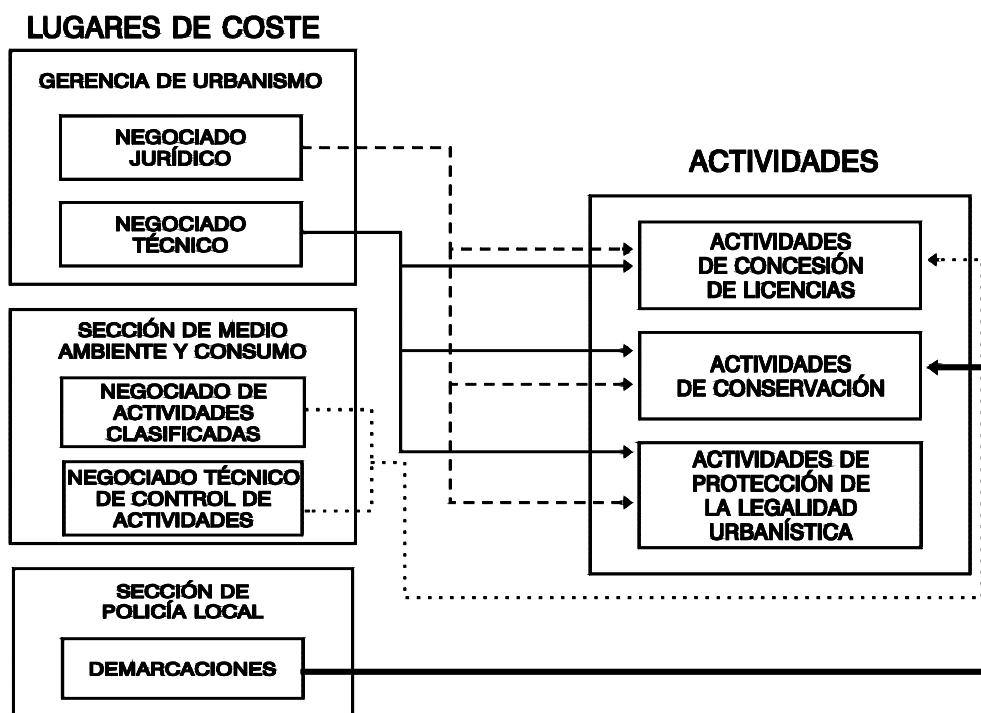 LUGARES DE COSTE
GERENCIA DE URBANISMO
NEGOCIADO
JURÍDICO
NEGOCIADO
TÉCNICO
SECCIÓN DE MEDIO
AMBIENTE Y CONSUMO
NEGOCIADO DE
ACTIVIDADES
CLASIFICADAS
NEGOCIADO TÉCNICO
DE CONTROL DE
ACTIVIDADES
SECCIÓN DE
POLICÍA LOCAL
DEMARCACIONES
ACTIVIDADES
ACTIVIDADES
DE CONCESIÓN
DE LICENCIAS
ACTIVIDADES
DE CONSERVACIÓN
ACTIVIDADES DE
PROTECCIÓN DE
LA LEGALIDAD
URBANÍSTICA